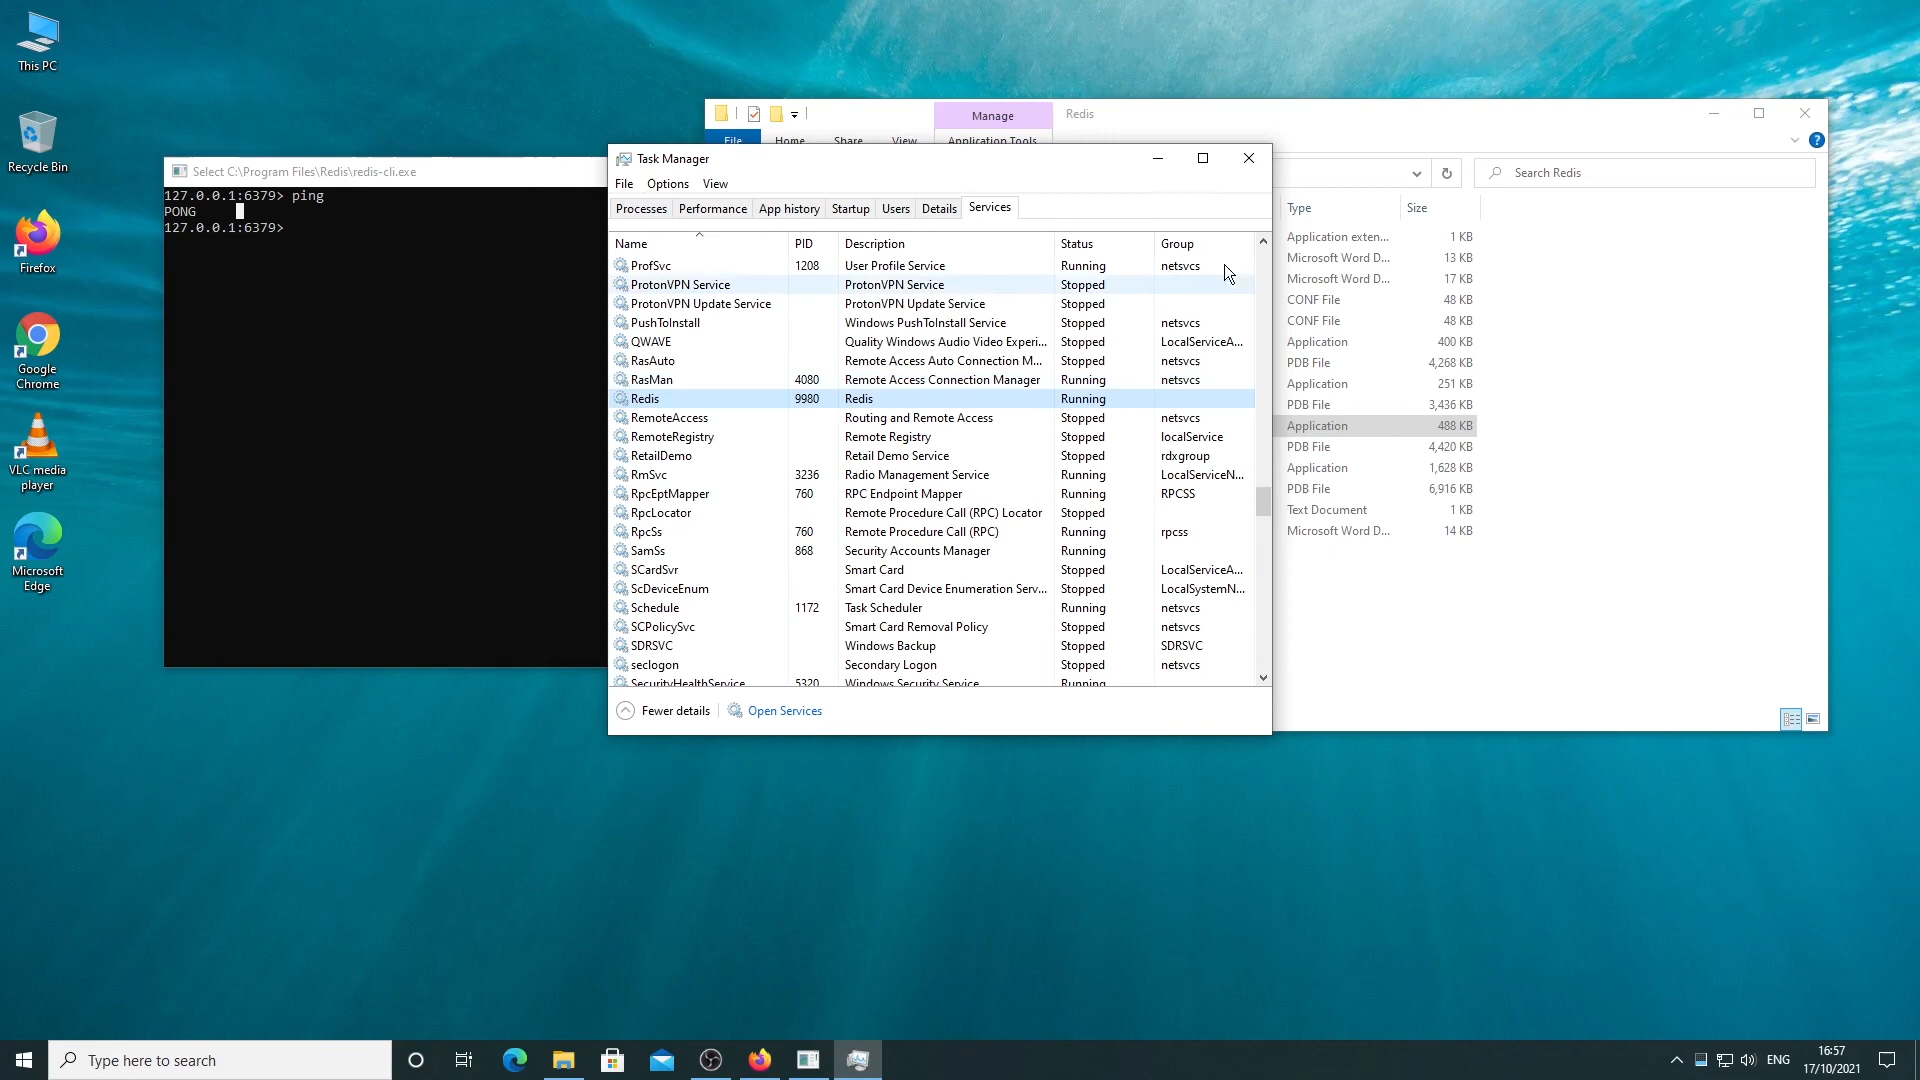 This PC
Recycle Bin
Firefox
Google
Chrome
VLC media
player
Microsoft
Edge
Select C:\Program Files\Redis\redis-cli.exe
127.0.0.1:6379> ping
PONG
127.0.0.1:6379>
Manage
Redis
File Home Share View Application Tools
Search Redis
Type Size
Application exten... 1 KB
Microsoft Word D... 13 KB
Microsoft Word D... 17 KB
CONF File 48 KB
CONF File 48 KB
Application 400 KB
PDB File 4,268 KB
Application 251 KB
PDB File 3,436 KB
Application 488 KB
PDB File 4,420 KB
Application 1,628 KB
PDB File 6,916 KB
Text Document 1 KB
Microsoft Word D... 14 KB
Task Manager
File Options View
Processes Performance App history Startup Users Details Services
Name PID Description Status Group
ProfSvc 1208 User Profile Service Running netsvcs
ProtonVPN Service ProtonVPN Service Stopped
ProtonVPN Update Service ProtonVPN Update Service Stopped
PushToInstall Windows PushToInstall Service Stopped netsvcs
QWAVE Quality Windows Audio Video Experi... Stopped LocalServiceA...
RasAuto Remote Access Auto Connection M... Stopped netsvcs
RasMan 4080 Remote Access Connection Manager Running netsvcs
Redis 9980 Redis Running
RemoteAccess Routing and Remote Access Stopped netsvcs
RemoteRegistry Remote Registry Stopped localService
RetailDemo Retail Demo Service Stopped rdxgroup
RmSvc 3236 Radio Management Service Running LocalServiceN...
RpcEptMapper 760 RPC Endpoint Mapper Running RPCSS
RpcLocator Remote Procedure Call (RPC) Locator Stopped
RpcSs 760 Remote Procedure Call (RPC) Running rpcss
SamSs 868 Security Accounts Manager Running
SCardSvr Smart Card Stopped LocalServiceA...
ScDeviceEnum Smart Card Device Enumeration Serv... Stopped LocalSystemN...
Schedule 1172 Task Scheduler Running netsvcs
SCPolicySvc Smart Card Removal Policy Stopped netsvcs
SDRSVC Windows Backup Stopped SDRSVC
seclogon Secondary Logon Stopped netsvcs
SecurityHealthService 5320 Windows Security Service Running
Fewer details Open Services
Type here to search
ENG
16:57
17/10/2021